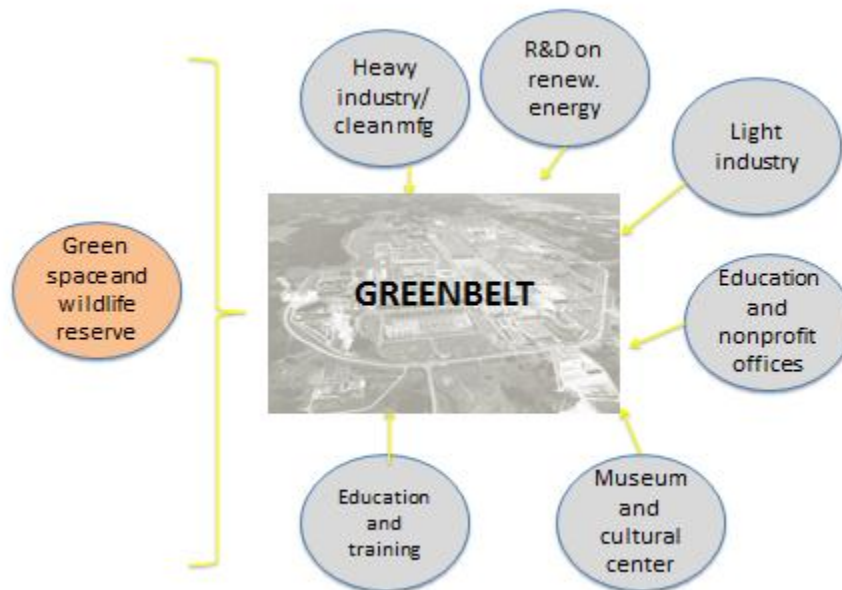 Heavy
industry/
clean mfg
R&D on
renew.
energy
Light
industry
Green
space and
wildlife
reserve
GREENBELT
Education
and
nonprofit
offices
Education
and
training
Museum
and
cultural
center